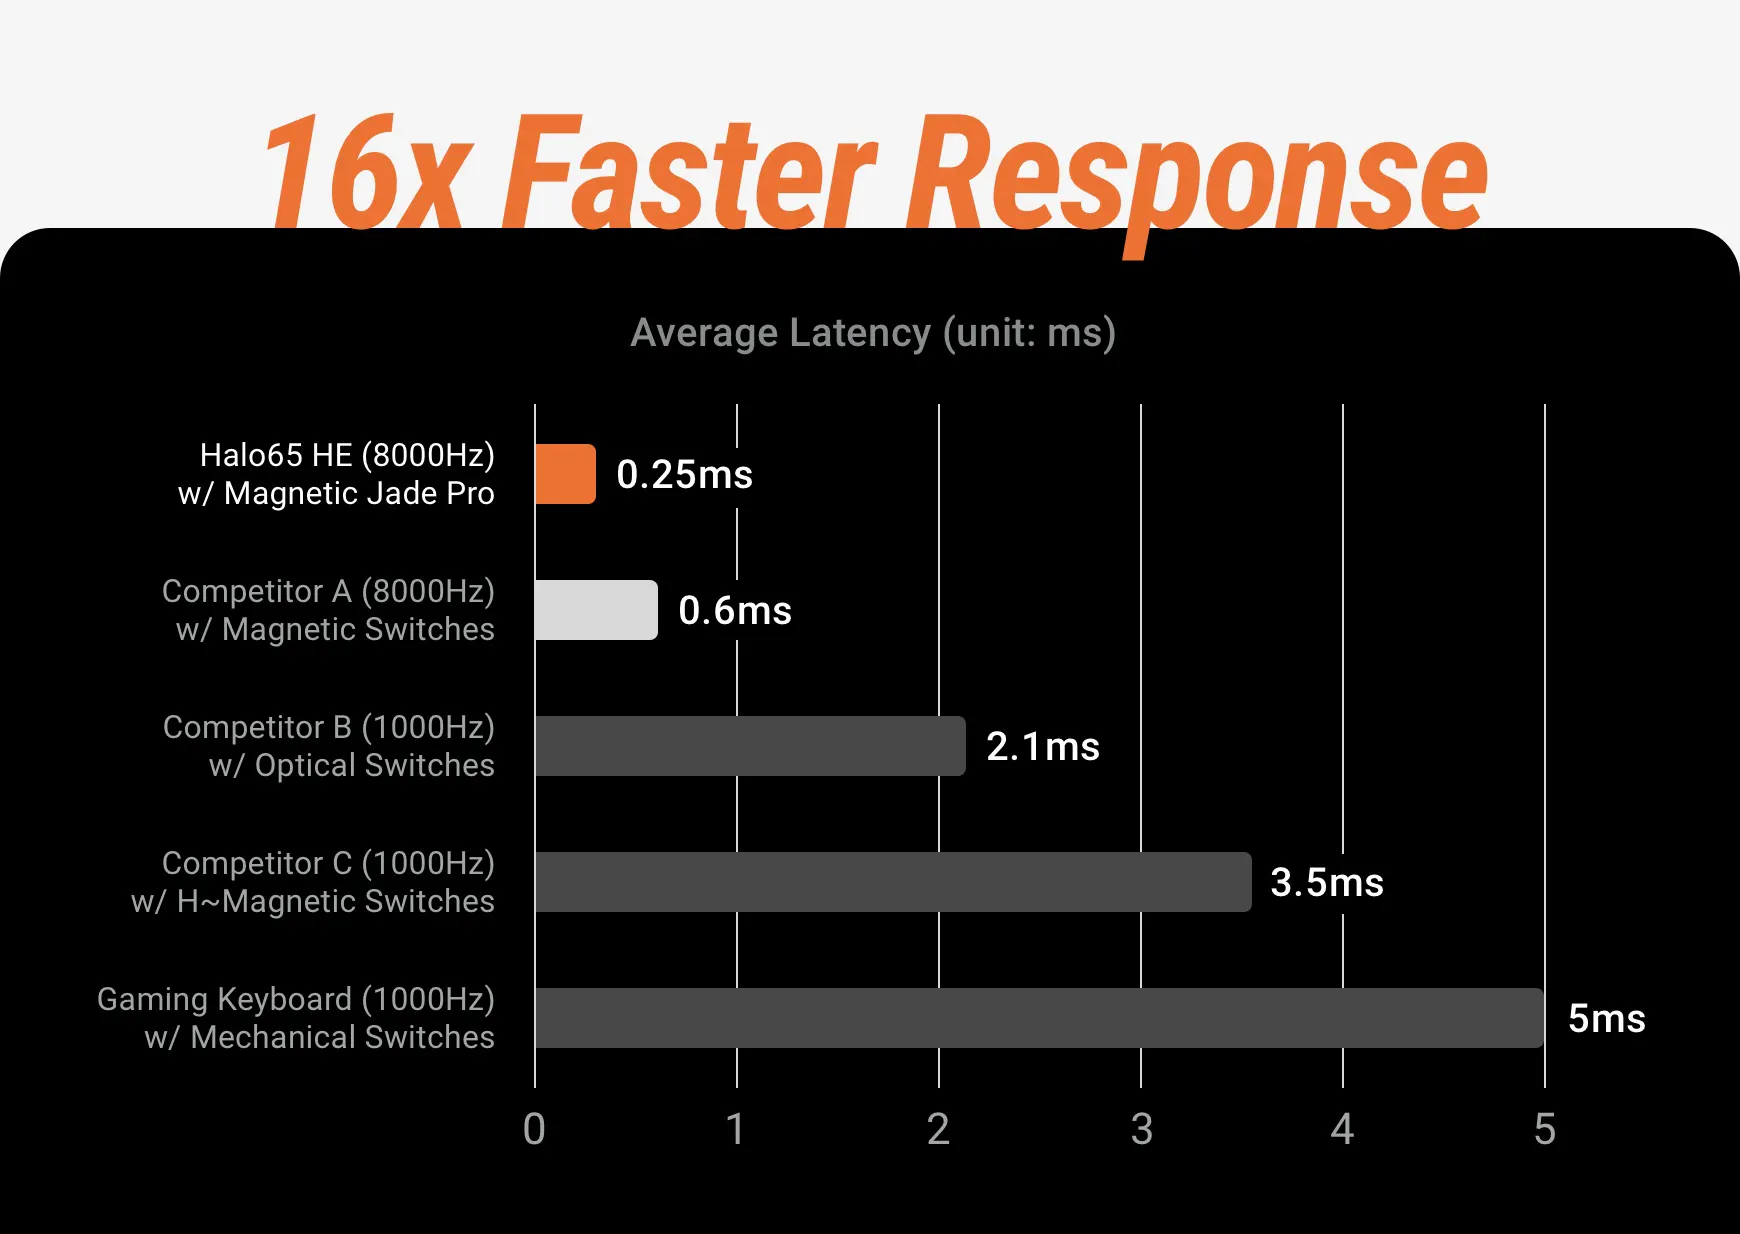 16x Faster Response
Average Latency (unit: ms)
Halo65 HE (8000Hz)
w/ Magnetic Jade Pro
0.25ms
Competitor A (8000Hz)
w/ Magnetic Switches
0.6ms
Competitor B (1000Hz)
w/ Optical Switches
2.1ms
Competitor C (1000Hz)
w/ H~Magnetic Switches
3.5ms
Gaming Keyboard (1000Hz)
w/ Mechanical Switches
5ms
0 1 2 3 4 5